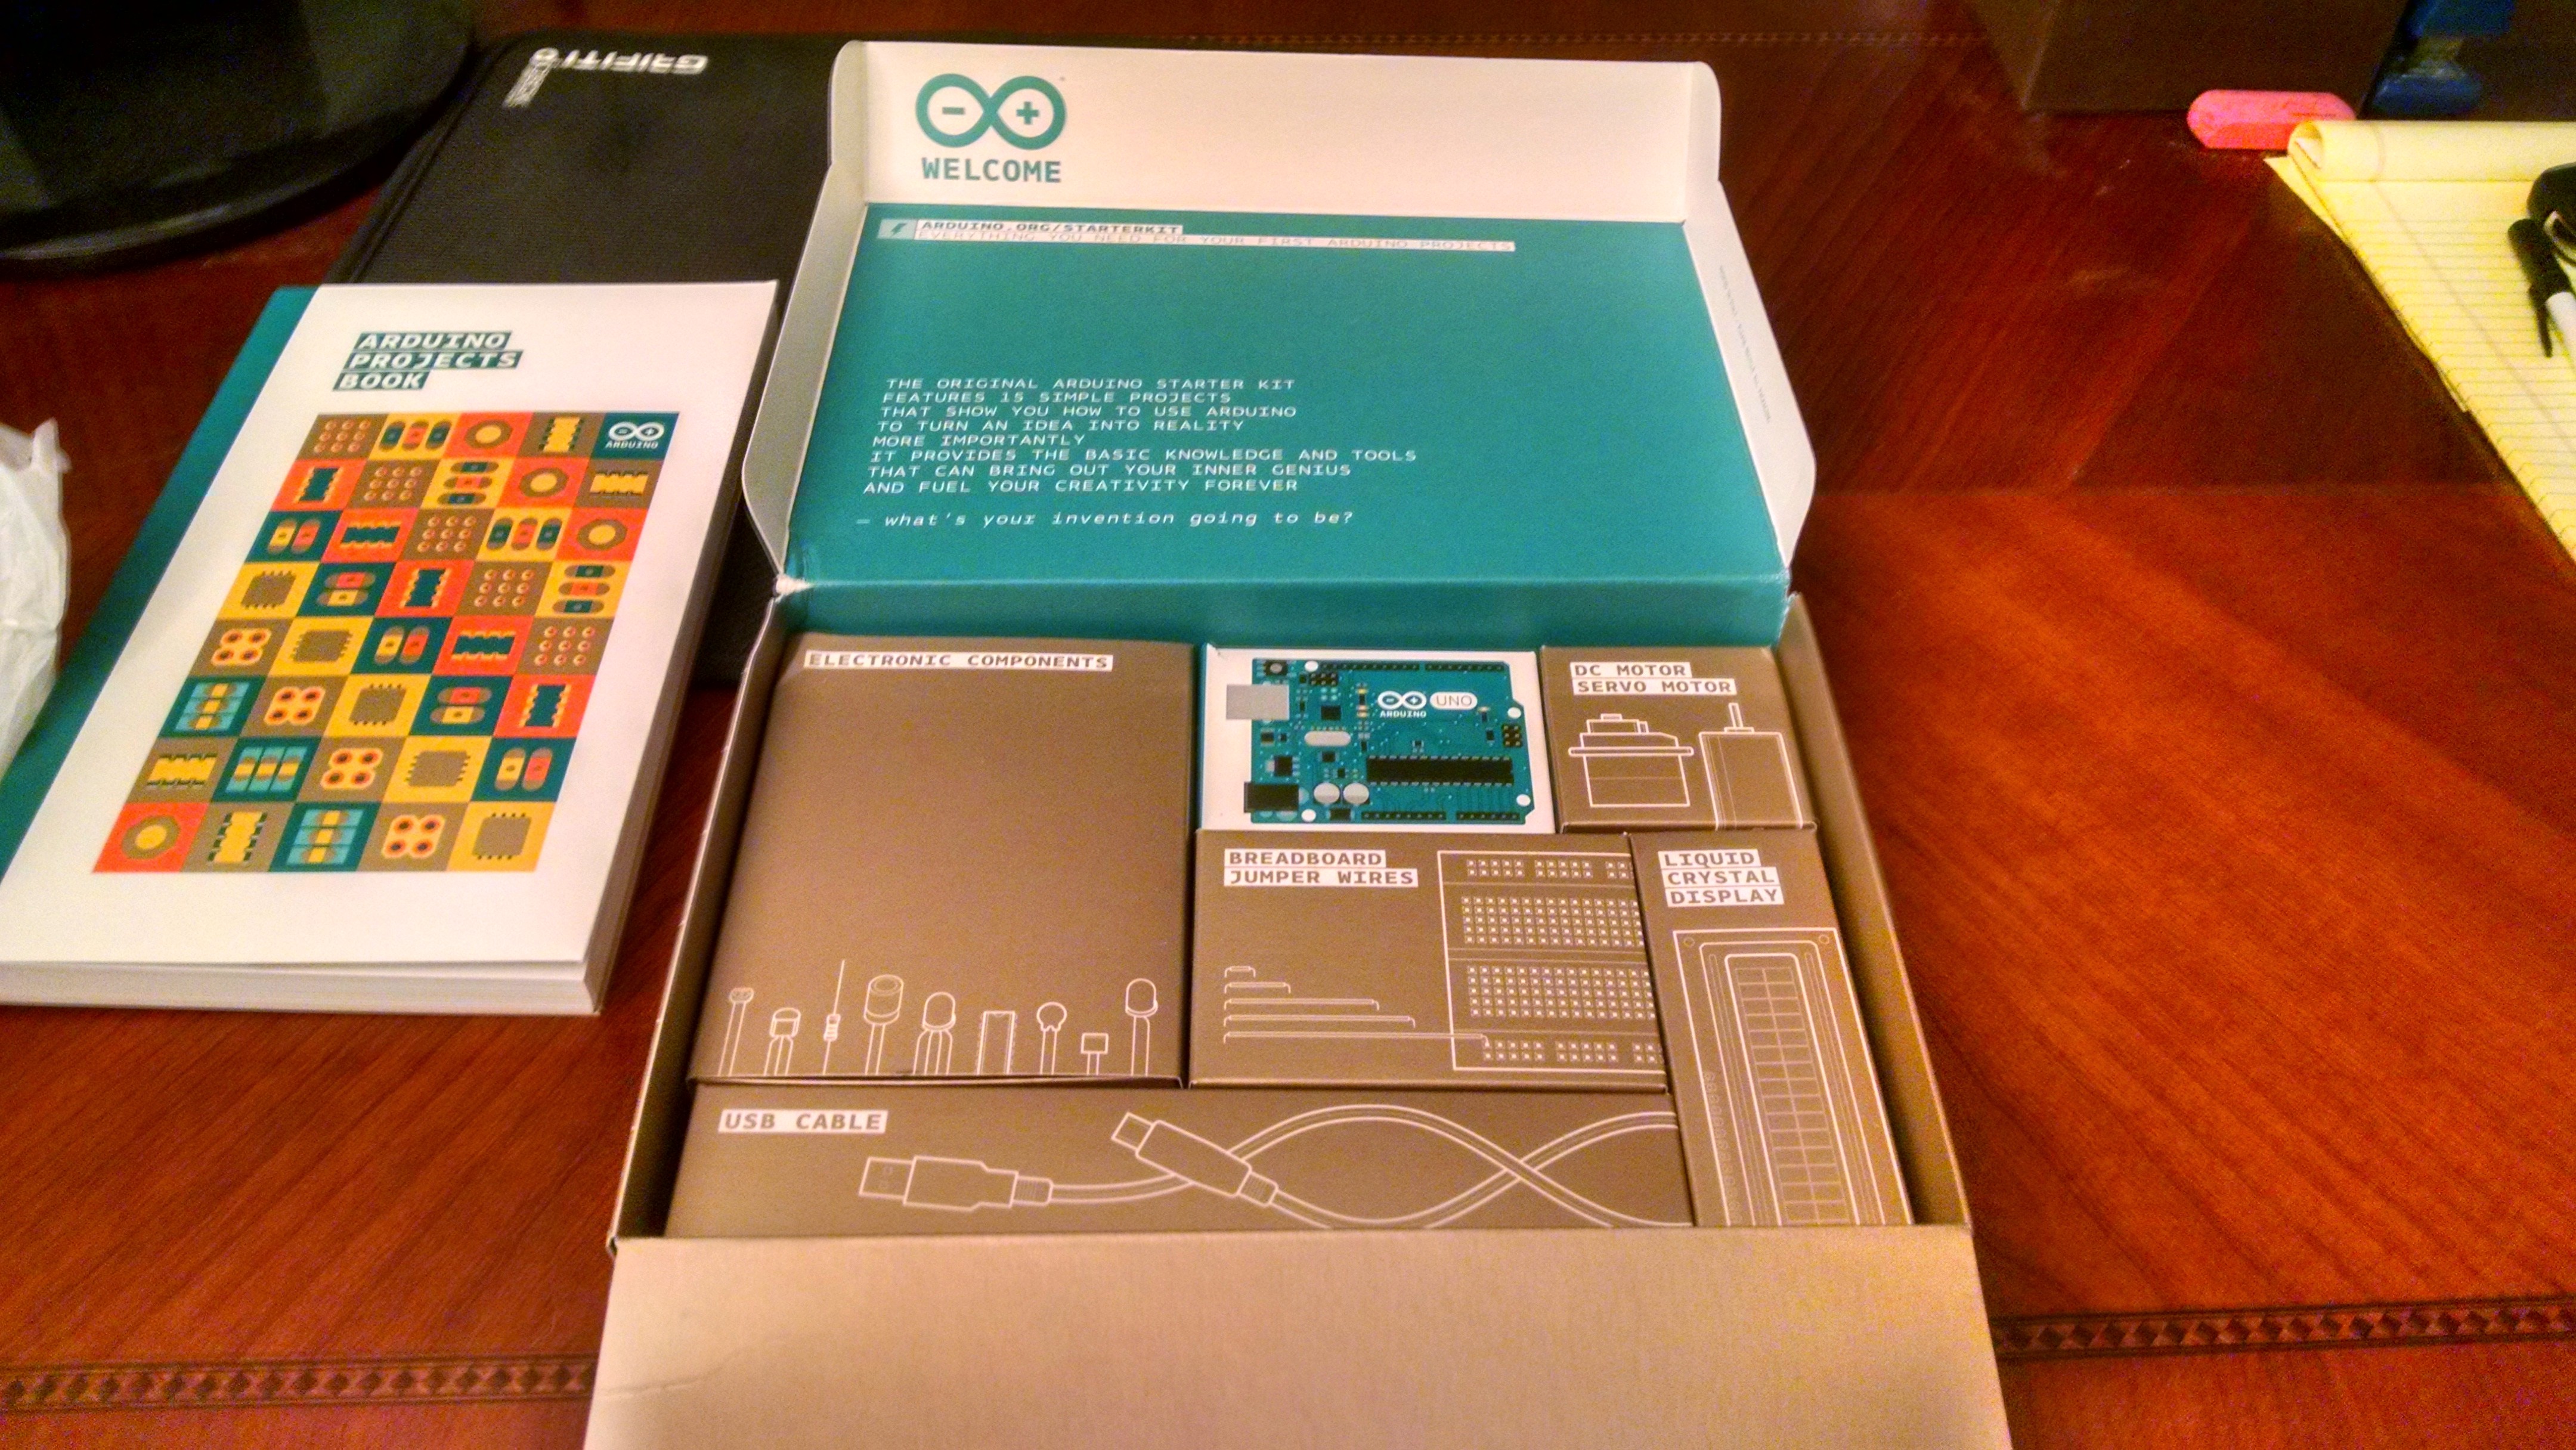 GRIFITI
WELCOME
ARDUINO.ORG/STARTERKIT
EVERYTHING YOU NEED FOR YOUR FIRST ARDUINO PROJECTS
THE ORIGINAL ARDUINO STARTER KIT
FEATURES 15 SIMPLE PROJECTS
THAT SHOW YOU HOW TO USE ARDUINO
TO TURN AN IDEA INTO REALITY
MORE IMPORTANTLY
IT PROVIDES THE BASIC KNOWLEDGE AND TOOLS
THAT CAN BRING OUT YOUR INNER GENIUS
AND FUEL YOUR CREATIVITY FOREVER
— what's your invention going to be?
ARDUINO
PROJECTS
BOOK
ARDUINO
ELECTRONIC COMPONENTS
UNO
ARDUINO
DC MOTOR
SERVO MOTOR
BREADBOARD
JUMPER WIRES
LIQUID
CRYSTAL
DISPLAY
USB CABLE